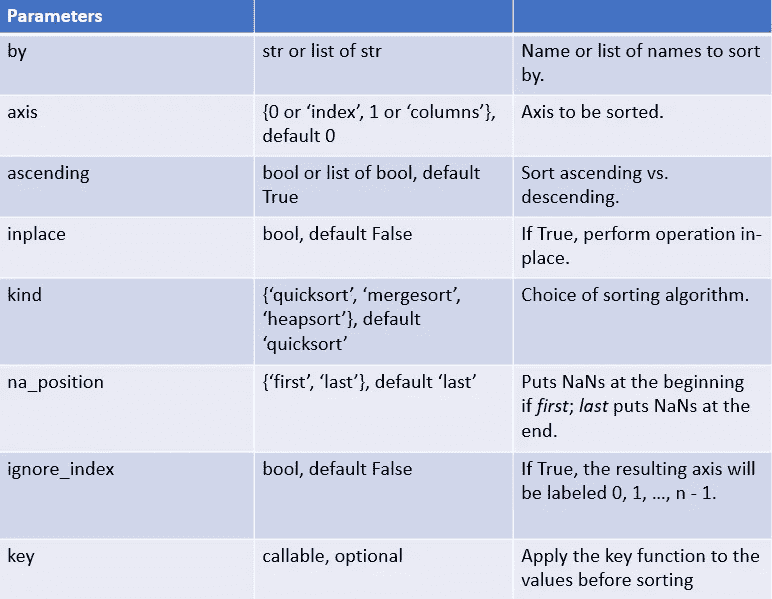 Parameters
by
str or list of str
Name or list of names to sort
by.
axis
{0 or ‘index’, 1 or ‘columns’},
default 0
Axis to be sorted.
ascending
bool or list of bool, default
True
Sort ascending vs.
descending.
inplace
bool, default False
If True, perform operation in-
place.
kind
{‘quicksort’, ‘mergesort’,
‘heapsort’}, default
‘quicksort’
Choice of sorting algorithm.
na_position
{‘first’, ‘last’}, default ‘last’
Puts NaNs at the beginning
if first; last puts NaNs at the
end.
ignore_index
bool, default False
If True, the resulting axis will
be labeled 0, 1, …, n - 1.
key
callable, optional
Apply the key function to the
values before sorting